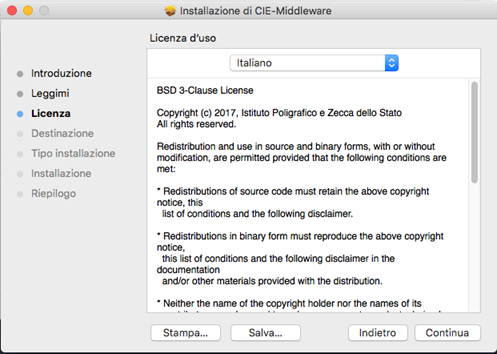 Installazione di CIE-Middleware
Licenza d'uso
Introduzione
Leggimi
Licenza
Destinazione
Tipo installazione
Installazione
Riepilogo
Italiano
BSD 3-Clause License
Copyright (c) 2017, Istituto Poligrafico e Zecca dello Stato
All rights reserved.
Redistribution and use in source and binary forms, with or without
modification, are permitted provided that the following conditions are
met:
* Redistributions of source code must retain the above copyright
notice, this
list of conditions and the following disclaimer.
* Redistributions in binary form must reproduce the above copyright
notice,
this list of conditions and the following disclaimer in the
documentation
and/or other materials provided with the distribution.
* Neither the name of the copyright holder nor the names of its
Stampa...
Salva...
Indietro
Continua